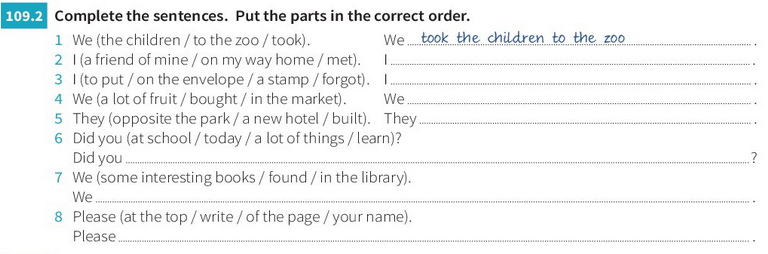 109.2 Complete the sentences. Put the parts in the correct order.
1 We (the children / to the zoo / took). We took the children to the zoo .
2 I (a friend of mine / on my way home / met). I .
3 I (to put / on the envelope / a stamp / forgot). I .
4 We (a lot of fruit / bought / in the market). We .
5 They (opposite the park / a new hotel / built). They .
6 Did you (at school / today / a lot of things / learn)?
Did you ?
7 We (some interesting books / found / in the library).
We .
8 Please (at the top / write / of the page / your name).
Please .